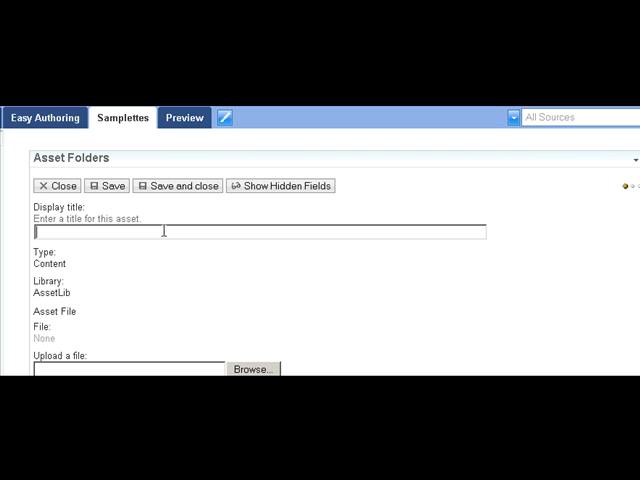 Easy Authoring Samplettes Preview All Sources
Asset Folders
Close Save Save and close Show Hidden Fields
Display title:
Enter a title for this asset.
Type:
Content
Library:
AssetLib
Asset File
File:
None
Upload a file:
Browse...